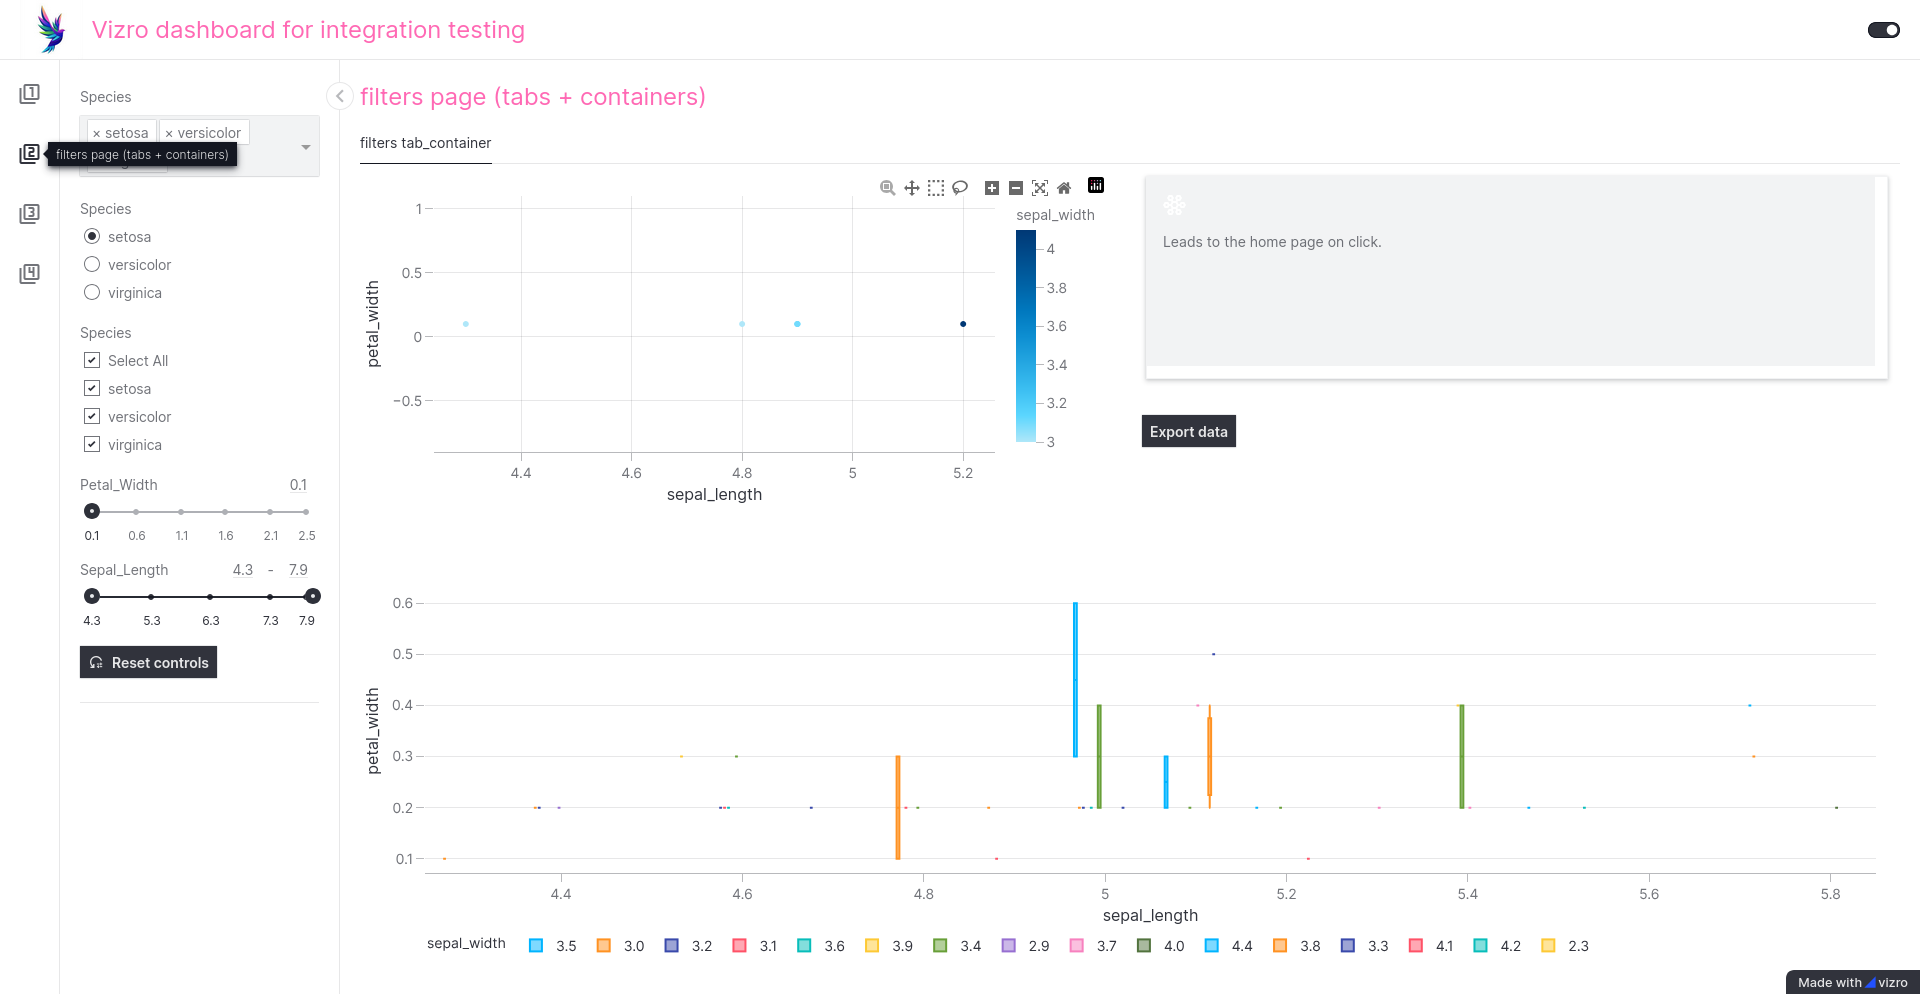 Vizro dashboard for integration testing
1
2
3
4
filters page (tabs + containers)
Species
× setosa × versicolor
Species
setosa
versicolor
virginica
Species
Select All
setosa
versicolor
virginica
Petal_Width 0.1
0.1 0.6 1.1 1.6 2.1 2.5
Sepal_Length 4.3 - 7.9
4.3 5.3 6.3 7.3 7.9
Reset controls
filters page (tabs + containers)
filters tab_container
1
0.5
0
−0.5
petal_width
4.4 4.6 4.8 5 5.2
sepal_length
sepal_width
4
3.8
3.6
3.4
3.2
3
Leads to the home page on click.
Export data
0.6
0.5
0.4
0.3
0.2
0.1
petal_width
4.4 4.6 4.8 5 5.2 5.4 5.6 5.8
sepal_length
sepal_width 3.5 3.0 3.2 3.1 3.6 3.9 3.4 2.9 3.7 4.0 4.4 3.8 3.3 4.1 4.2 2.3
Made with vizro